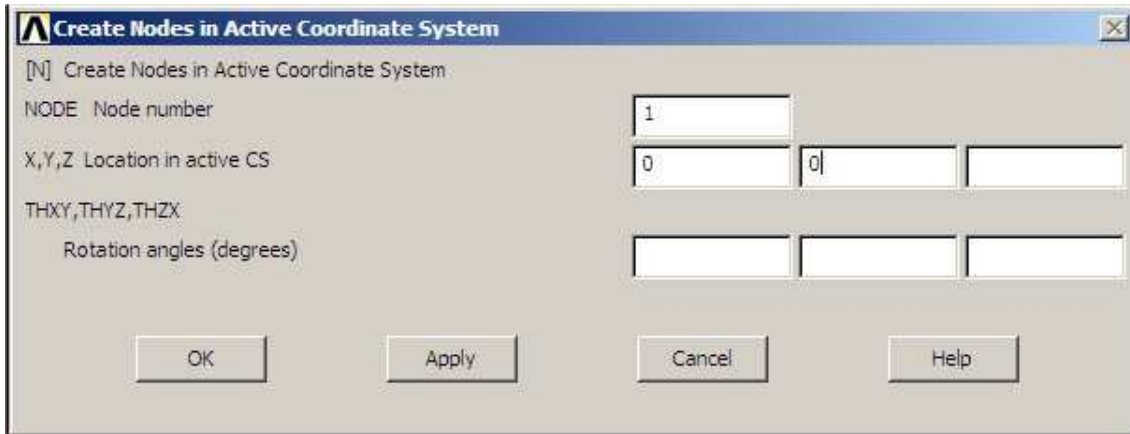 Create Nodes in Active Coordinate System
[N] Create Nodes in Active Coordinate System
NODE Node number 1
X,Y,Z Location in active CS 0 0
THXY,THYZ,THZX
Rotation angles (degrees)
OK Apply Cancel Help